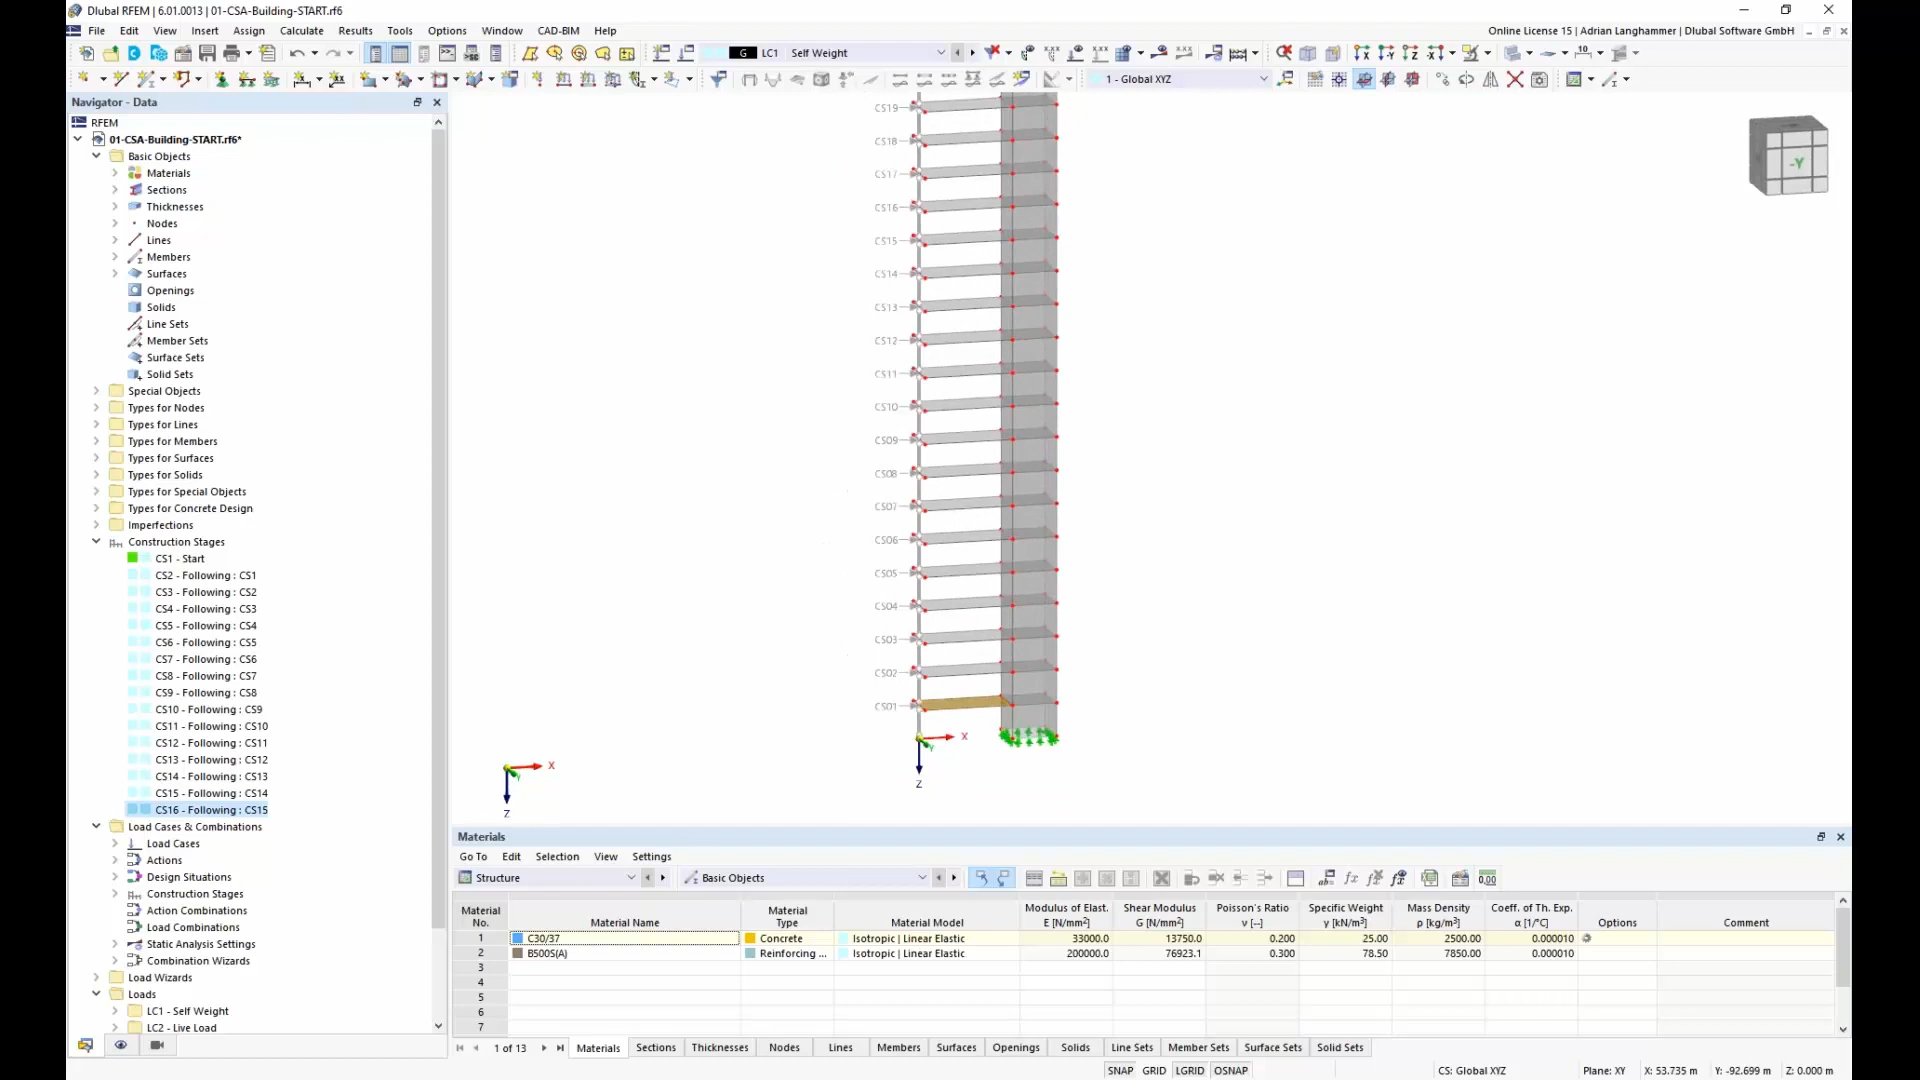 Dlubal RFEM | 6.01.0013 | 01-CSA-Building-START.rf6
File Edit View Insert Assign Calculate Results Tools Options Window CAD-BIM Help
Online License 15 | Adrian Langhammer | Dlubal Software GmbH
G LC1 Self Weight
1 - Global XYZ
Navigator - Data
RFEM
01-CSA-Building-START.rf6*
Basic Objects
Materials
Sections
Thicknesses
Nodes
Lines
Members
Surfaces
Openings
Solids
Line Sets
Member Sets
Surface Sets
Solid Sets
Special Objects
Types for Nodes
Types for Lines
Types for Members
Types for Surfaces
Types for Solids
Types for Special Objects
Types for Concrete Design
Imperfections
Construction Stages
CS1 - Start
CS2 - Following : CS1
CS3 - Following : CS2
CS4 - Following : CS3
CS5 - Following : CS4
CS6 - Following : CS5
CS7 - Following : CS6
CS8 - Following : CS7
CS9 - Following : CS8
CS10 - Following : CS9
CS11 - Following : CS10
CS12 - Following : CS11
CS13 - Following : CS12
CS14 - Following : CS13
CS15 - Following : CS14
CS16 - Following : CS15
Load Cases & Combinations
Load Cases
Actions
Design Situations
Construction Stages
Action Combinations
Load Combinations
Static Analysis Settings
Combination Wizards
Load Wizards
Loads
LC1 - Self Weight
LC2 - Live Load
CS19
CS18
CS17
CS16
CS15
CS14
CS13
CS12
CS11
CS10
CS09
CS08
CS07
CS06
CS05
CS04
CS03
CS02
CS01
X
Y
Z
X
Y
Z
-Y
Materials
Go To Edit Selection View Settings
Structure Basic Objects
Material No. Material Name Material Type Material Model Modulus of Elast. E [N/mm²] Shear Modulus G [N/mm²] Poisson's Ratio ν [--] Specific Weight γ [kN/m³] Mass Density ρ [kg/m³] Coeff. of Th. Exp. α [1/°C] Options Comment
1 C30/37 Concrete Isotropic | Linear Elastic 33000.0 13750.0 0.200 25.00 2500.00 0.000010
2 B500S(A) Reinforcing ... Isotropic | Linear Elastic 200000.0 76923.1 0.300 78.50 7850.00 0.000010
3
4
5
6
7
1 of 13 Materials Sections Thicknesses Nodes Lines Members Surfaces Openings Solids Line Sets Member Sets Surface Sets Solid Sets
SNAP GRID LGRID OSNAP CS: Global XYZ Plane: XY X: 53.735 m Y: -92.699 m Z: 0.000 m